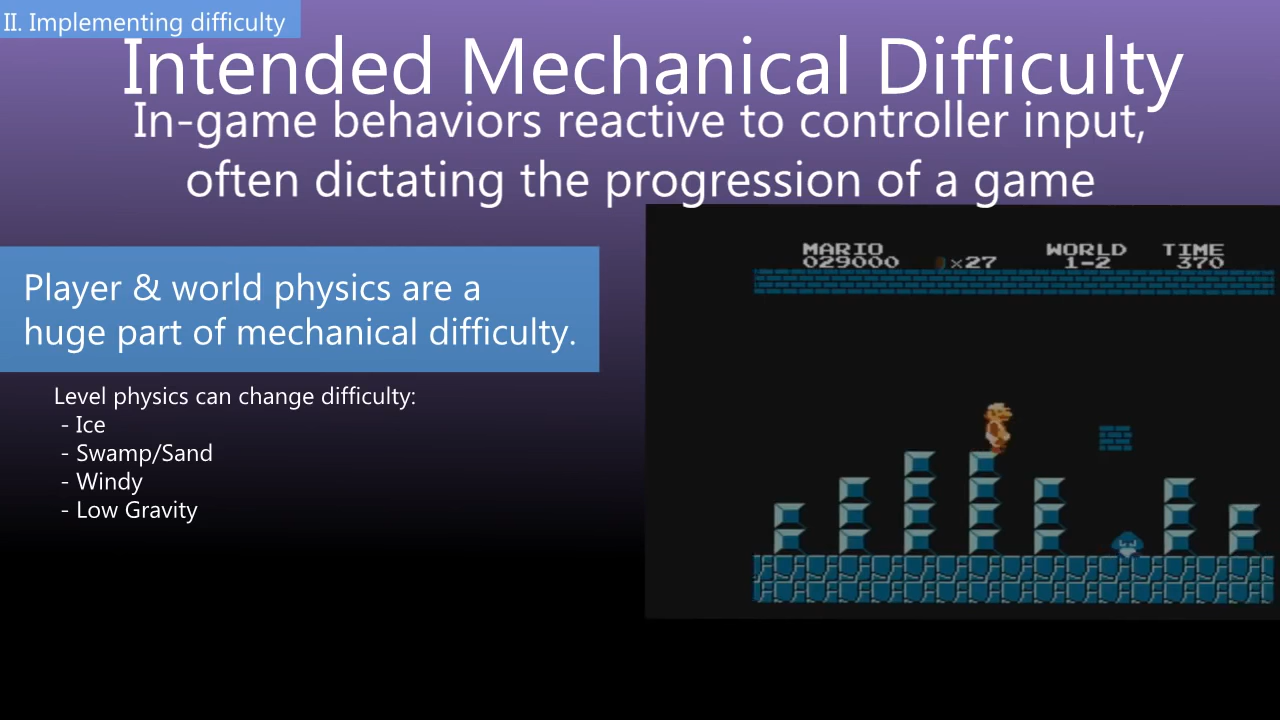 II. Implementing difficulty
Intended Mechanical Difficulty
In-game behaviors reactive to controller input,
often dictating the progression of a game
Player & world physics are a
huge part of mechanical difficulty.
Level physics can change difficulty:
- Ice
- Swamp/Sand
- Windy
- Low Gravity
MARIO WORLD TIME
029000 ×27 1-2 370